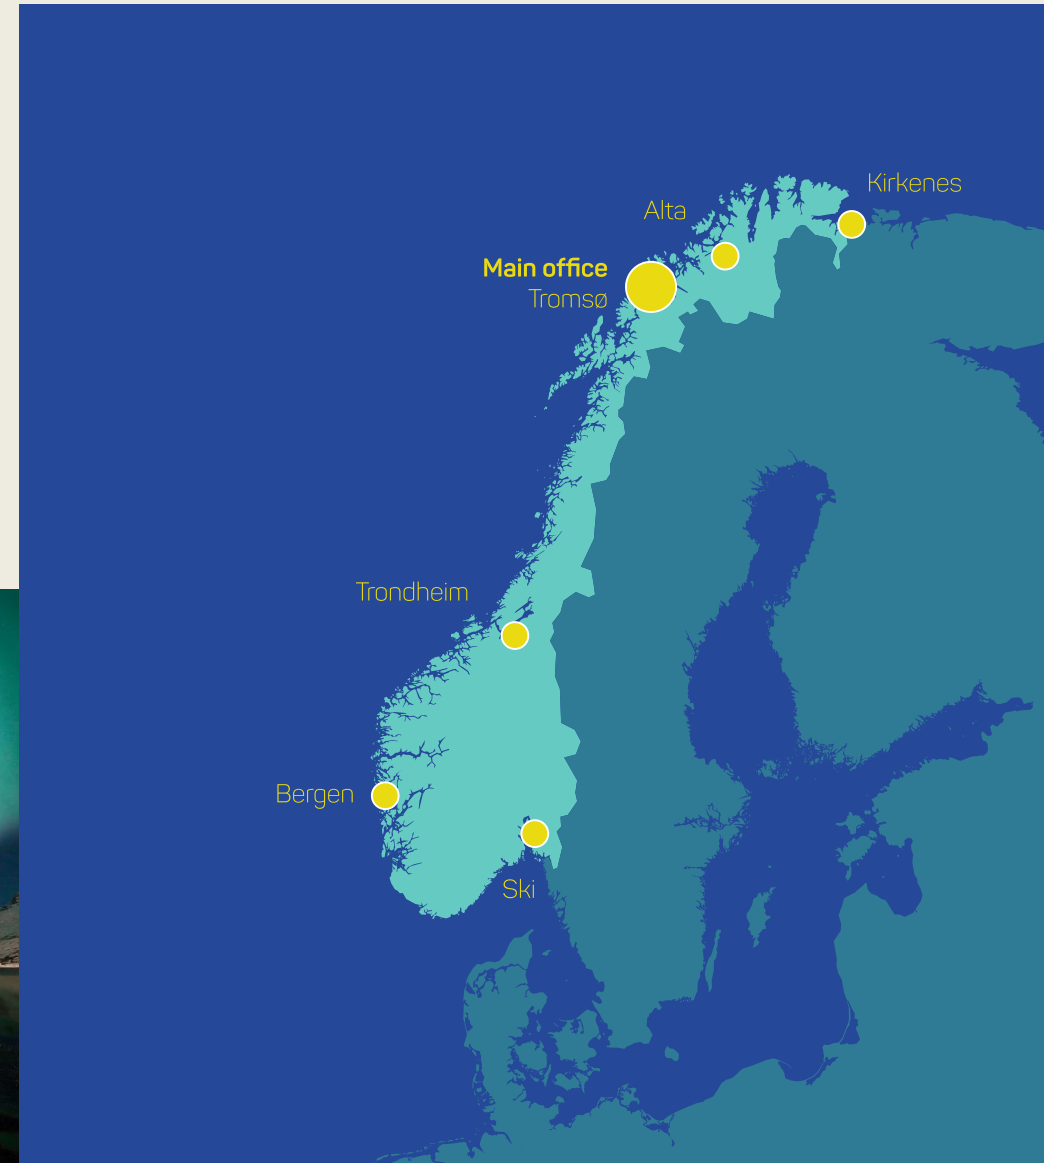 Kirkenes
Alta
Main office
Tromsø
Trondheim
Bergen
Ski